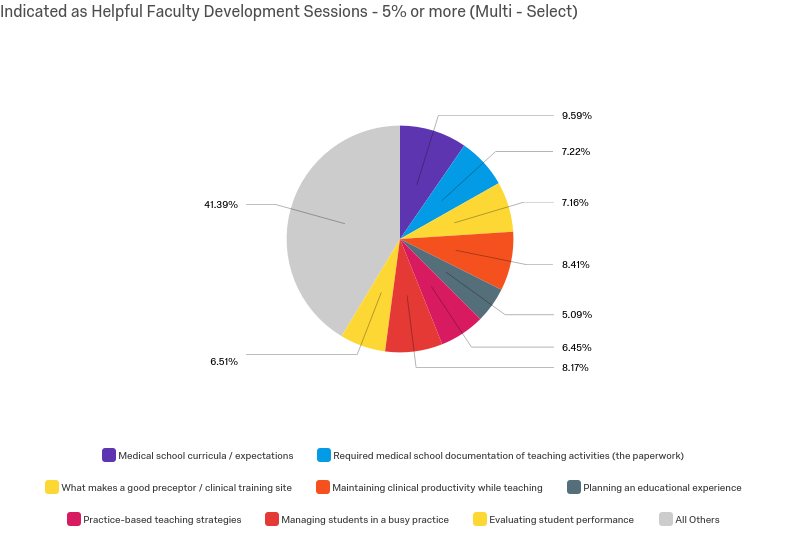 Indicated as Helpful Faculty Development Sessions - 5% or more (Multi - Select)
9.59%
7.22%
7.16%
41.39%
8.41%
5.09%
6.45%
6.51%
8.17%
Medical school curricula / expectations Required medical school documentation of teaching activities (the paperwork)
What makes a good preceptor / clinical training site Maintaining clinical productivity while teaching Planning an educational experience
Practice-based teaching strategies Managing students in a busy practice Evaluating student performance All Others